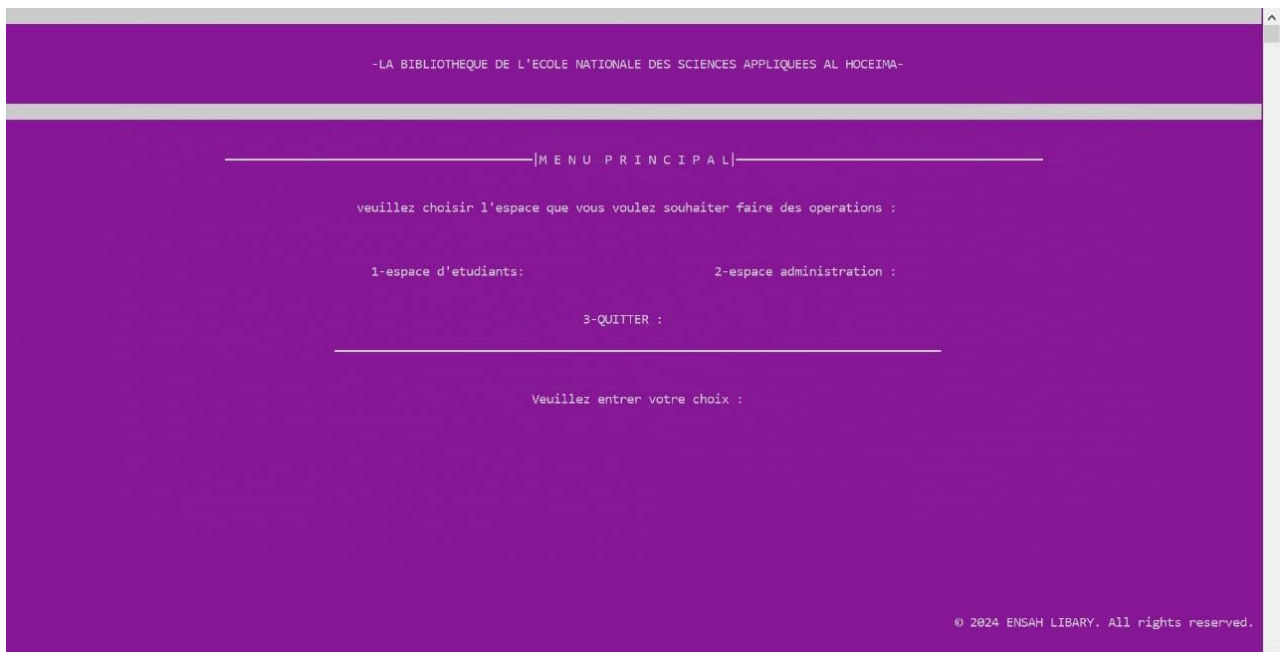 -LA BIBLIOTHEQUE DE L'ECOLE NATIONALE DES SCIENCES APPLIQUEES AL HOCEIMA-
|M E N U  P R I N C I P A L|
veuillez choisir l'espace que vous voulez souhaiter faire des operations :
1-espace d'etudiants: 2-espace administration :
3-QUITTER :
Veuillez entrer votre choix :
© 2024 ENSAH LIBARY. All rights reserved.